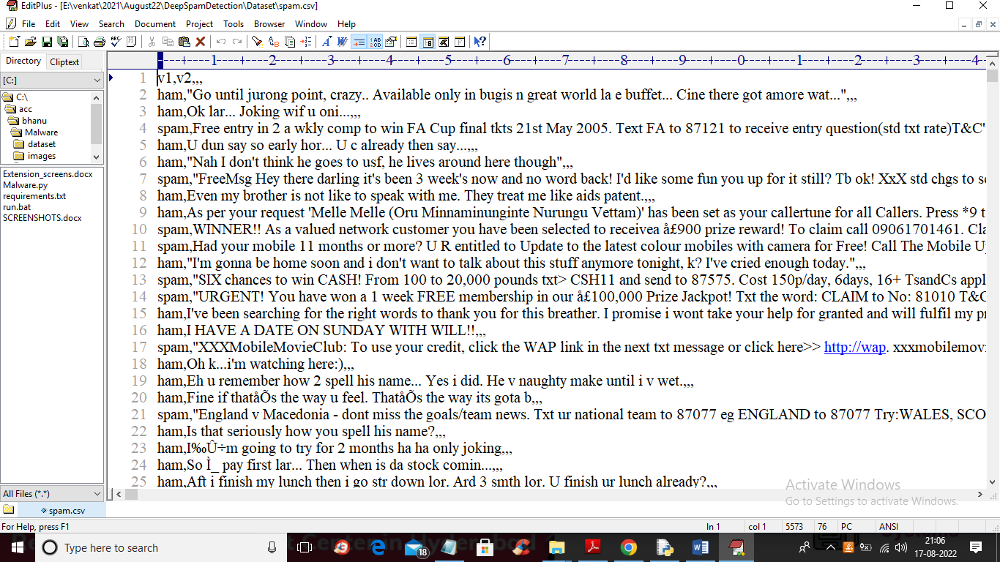 EditPlus - [E:\venkat\2021\August22\DeepSpamDetection\Dataset\spam.csv]
File Edit View Search Document Project Tools Browser Window Help
Directory Cliptext
[C:]
C:\
acc
bhanu
Malware
dataset
images
Extension_screens.docx
Malware.py
requirements.txt
run.bat
SCREENSHOTS.docx
All Files (*.*)
----+----1----+----2----+----3----+----4----+----5----+----6----+----7----+----8----+----9----+----0----+----1----+----2----+----3----+----4-
1 v1,v2,,,
2 ham,"Go until jurong point, crazy.. Available only in bugis n great world la e buffet... Cine there got amore wat...",,,
3 ham,Ok lar... Joking wif u oni...,,,
4 spam,Free entry in 2 a wkly comp to win FA Cup final tkts 21st May 2005. Text FA to 87121 to receive entry question(std txt rate)T&C'
5 ham,U dun say so early hor... U c already then say...,,,
6 ham,"Nah I don't think he goes to usf, he lives around here though",,,
7 spam,"FreeMsg Hey there darling it's been 3 week's now and no word back! I'd like some fun you up for it still? Tb ok! XxX std chgs to se
8 ham,Even my brother is not like to speak with me. They treat me like aids patent.,,,
9 ham,As per your request 'Melle Melle (Oru Minnaminunginte Nurungu Vettam)' has been set as your callertune for all Callers. Press *9 t
10 spam,WINNER!! As a valued network customer you have been selected to receivea å£900 prize reward! To claim call 09061701461. Cla
11 spam,Had your mobile 11 months or more? U R entitled to Update to the latest colour mobiles with camera for Free! Call The Mobile U
12 ham,"I'm gonna be home soon and i don't want to talk about this stuff anymore tonight, k? I've cried enough today.",,,
13 spam,"SIX chances to win CASH! From 100 to 20,000 pounds txt> CSH11 and send to 87575. Cost 150p/day, 6days, 16+ TsandCs appl
14 spam,"URGENT! You have won a 1 week FREE membership in our å£100,000 Prize Jackpot! Txt the word: CLAIM to No: 81010 T&C
15 ham,I've been searching for the right words to thank you for this breather. I promise i wont take your help for granted and will fulfil my pr
16 ham,I HAVE A DATE ON SUNDAY WITH WILL!!,,,
17 spam,"XXXMobileMovieClub: To use your credit, click the WAP link in the next txt message or click here>> http://wap. xxxmobilemovi
18 ham,Oh k...i'm watching here:),,,
19 ham,Eh u remember how 2 spell his name... Yes i did. He v naughty make until i v wet.,,,
20 ham,Fine if thatåÕs the way u feel. ThatåÕs the way its gota b,,,
21 spam,"England v Macedonia - dont miss the goals/team news. Txt ur national team to 87077 eg ENGLAND to 87077 Try:WALES, SCO
22 ham,Is that seriously how you spell his name?,,,
23 ham,I‰Û÷m going to try for 2 months ha ha only joking,,,
24 ham,So Ì_ pay first lar... Then when is da stock comin...,,,
25 ham,Aft i finish my lunch then i go str down lor. Ard 3 smth lor. U finish ur lunch already?,,,
Activate Windows
Go to Settings to activate Windows.
spam.csv
For Help, press F1 ln 1 col 1 5573 76 PC ANSI
Type here to search
18
21:06
17-08-2022